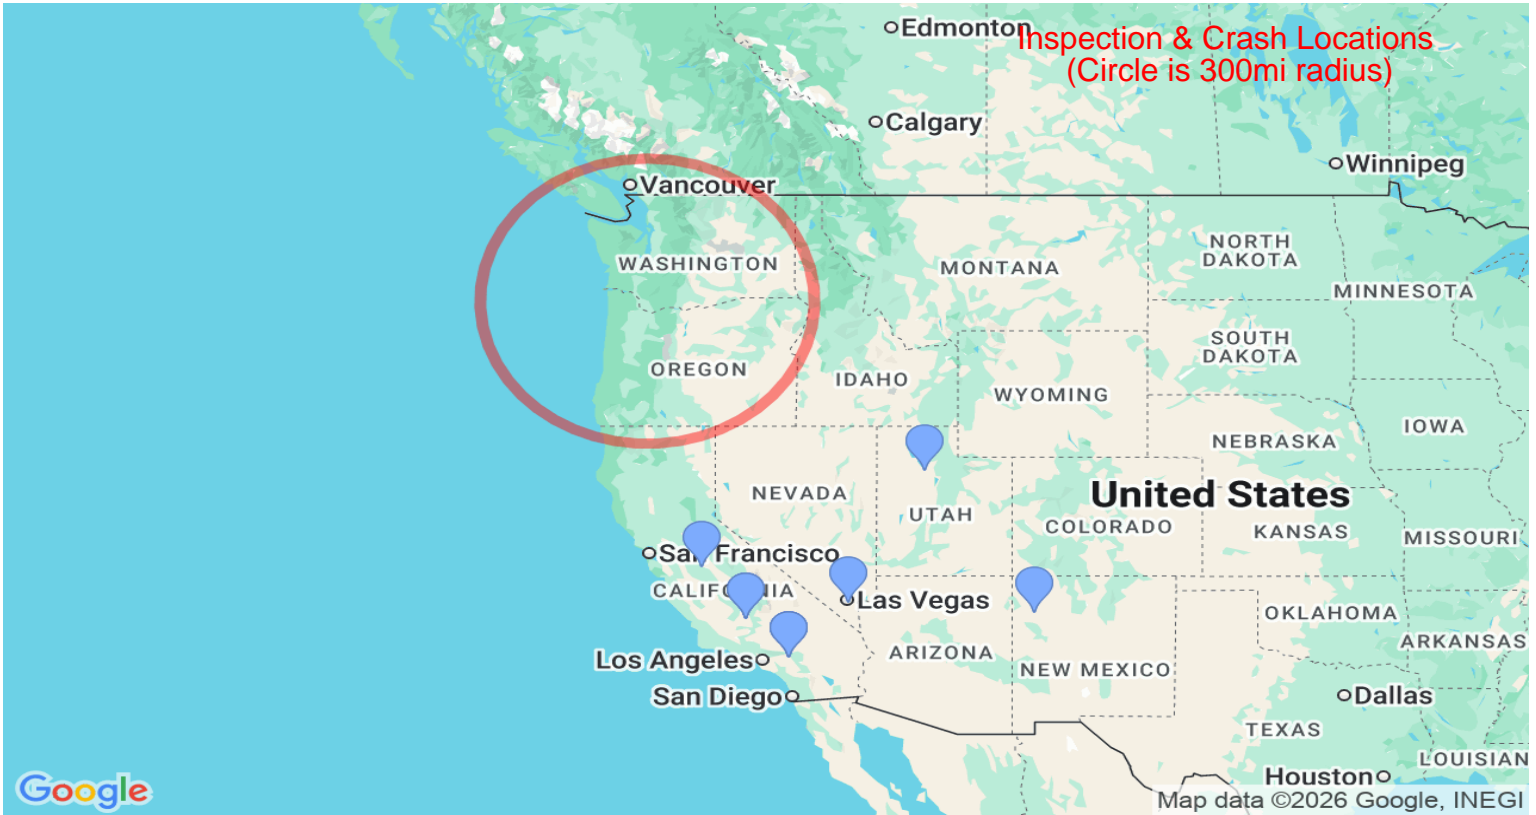 Edmonton
Inspection & Crash Locations
(Circle is 300mi radius)
Calgary
Winnipeg
Vancouver
NORTH
DAKOTA
WASHINGTON
MONTANA
MINNESOTA
SOUTH
DAKOTA
OREGON
IDAHO
WYOMING
IOWA
NEBRASKA
NEVADA
United States
UTAH
COLORADO
KANSAS
MISSOURI
San Francisco
CALIFORNIA
Las Vegas
OKLAHOMA
ARKANSAS
ARIZONA
Los Angeles
NEW MEXICO
San Diego
Dallas
TEXAS
LOUISIAN
Houston
Google
Map data ©2026 Google, INEGI